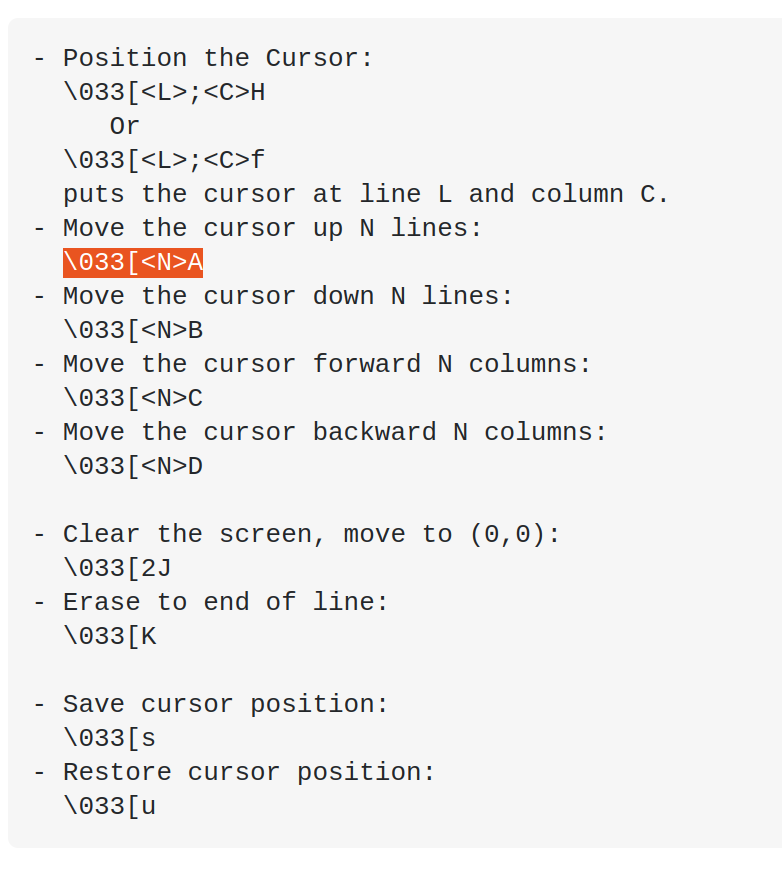 - Position the Cursor:
  \033[<L>;<C>H
     Or
  \033[<L>;<C>f
  puts the cursor at line L and column C.
- Move the cursor up N lines:
  \033[<N>A
- Move the cursor down N lines:
  \033[<N>B
- Move the cursor forward N columns:
  \033[<N>C
- Move the cursor backward N columns:
  \033[<N>D

- Clear the screen, move to (0,0):
  \033[2J
- Erase to end of line:
  \033[K

- Save cursor position:
  \033[s
- Restore cursor position:
  \033[u